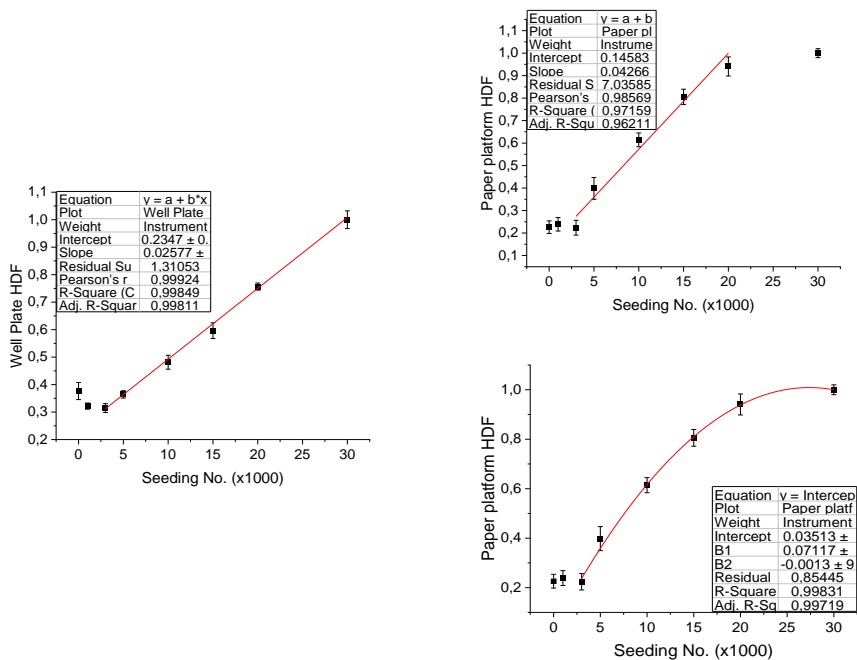 1,1
1,0
0,9
0,8
0,7
0,6
0,5
0,4
0,3
0,2
Well Plate HDF
0 5 10 15 20 25 30
Seeding No. (x1000)
Equation y = a + b*x
Plot Well Plate
Weight Instrument
Intercept 0.2347 ± 0.
Slope 0.02577 ±
Residual Su 1.31053
Pearson's r 0.99924
R-Square (C 0.99849
Adj. R-Squar 0.99811
1,1
1,0
0,9
0,8
0,7
0,6
0,5
0,4
0,3
0,2
0,1
Paper platform HDF
0 5 10 15 20 25 30
Seeding No. (x1000)
Equation y = a + b
Plot Paper pl
Weight Instrume
Intercept 0.14583
Slope 0.04266
Residual S 7.03585
Pearson's 0.98569
R-Square ( 0.97159
Adj. R-Squ 0.96211
1,0
0,8
0,6
0,4
0,2
Paper platform HDF
0 5 10 15 20 25 30
Seeding No. (x1000)
Equation y = Intercep
Plot Paper platf
Weight Instrument
Intercept 0.03513 ±
B1 0.07117 ±
B2 -0.0013 ± 9
Residual 0,85445
R-Square 0.99831
Adj. R-Sq 0.99719